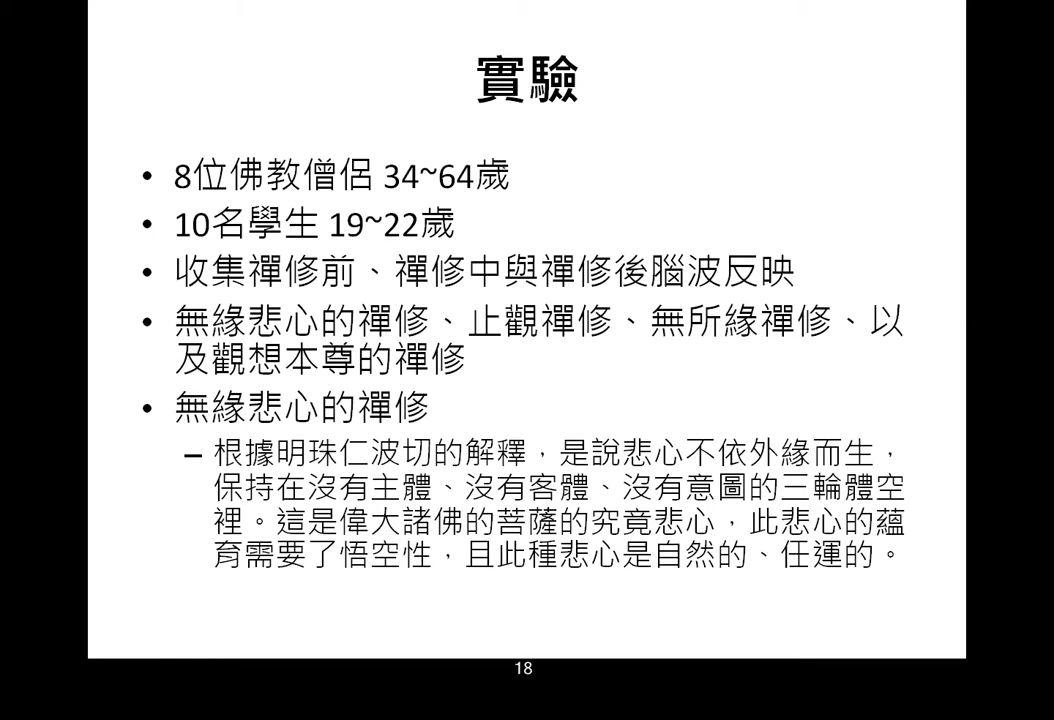 實驗
• 8位佛教僧侶 34~64歲
• 10名學生 19~22歲
• 收集禪修前、禪修中與禪修後腦波反映
• 無緣悲心的禪修、止觀禪修、無所緣禪修、以
及觀想本尊的禪修
• 無緣悲心的禪修
– 根據明珠仁波切的解釋，是說悲心不依外緣而生，
保持在沒有主體、沒有客體、沒有意圖的三輪體空
裡。這是偉大諸佛的菩薩的究竟悲心，此悲心的蘊
育需要了悟空性，且此種悲心是自然的、任運的。
18